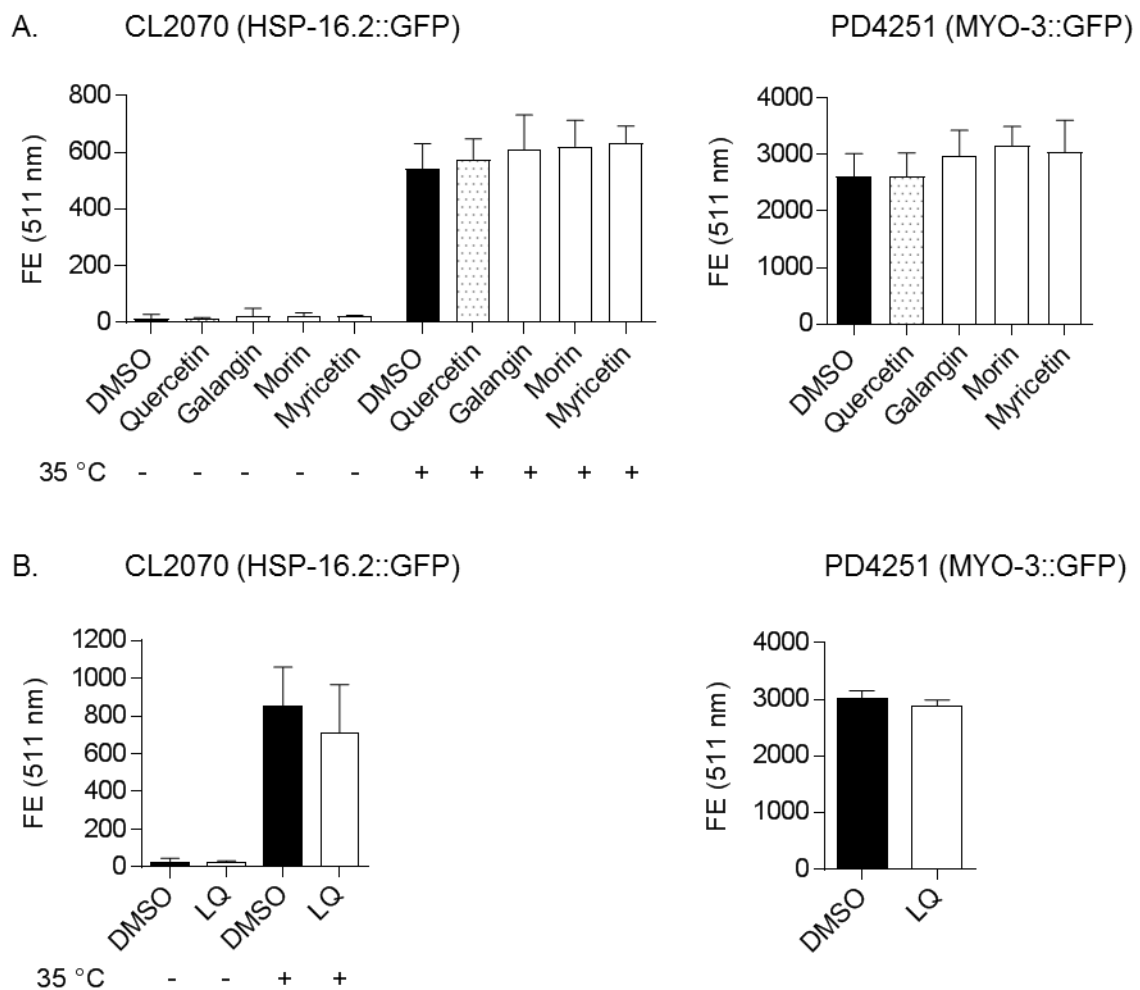 A. CL2070 (HSP-16.2::GFP) PD4251 (MYO-3::GFP)
FE (511 nm)
800
600
400
200
0
DMSO Quercetin Galangin Morin Myricetin DMSO Quercetin Galangin Morin Myricetin
35 °C - - - - - + + + + +
FE (511 nm)
4000
3000
2000
1000
0
DMSO Quercetin Galangin Morin Myricetin
B. CL2070 (HSP-16.2::GFP) PD4251 (MYO-3::GFP)
FE (511 nm)
1200
1000
800
600
400
200
0
DMSO LQ DMSO LQ
35 °C - - + +
FE (511 nm)
4000
3000
2000
1000
0
DMSO LQ